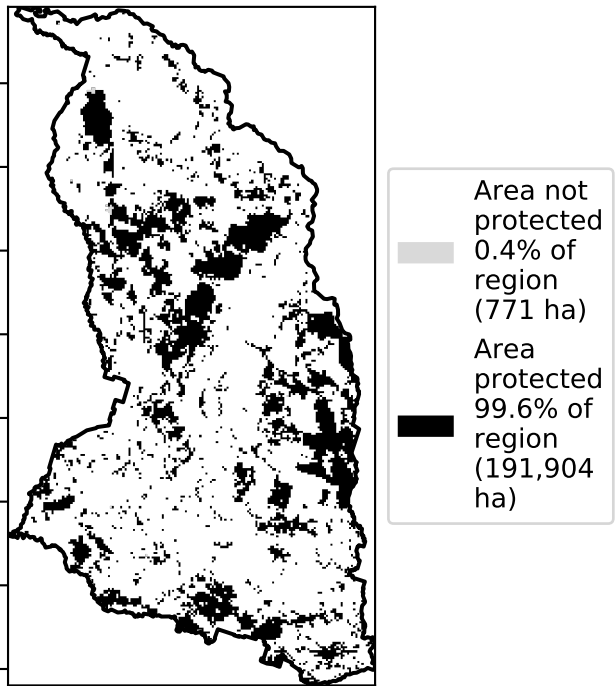 Area not
protected
0.4% of
region
(771 ha)
Area
protected
99.6% of
region
(191,904
ha)